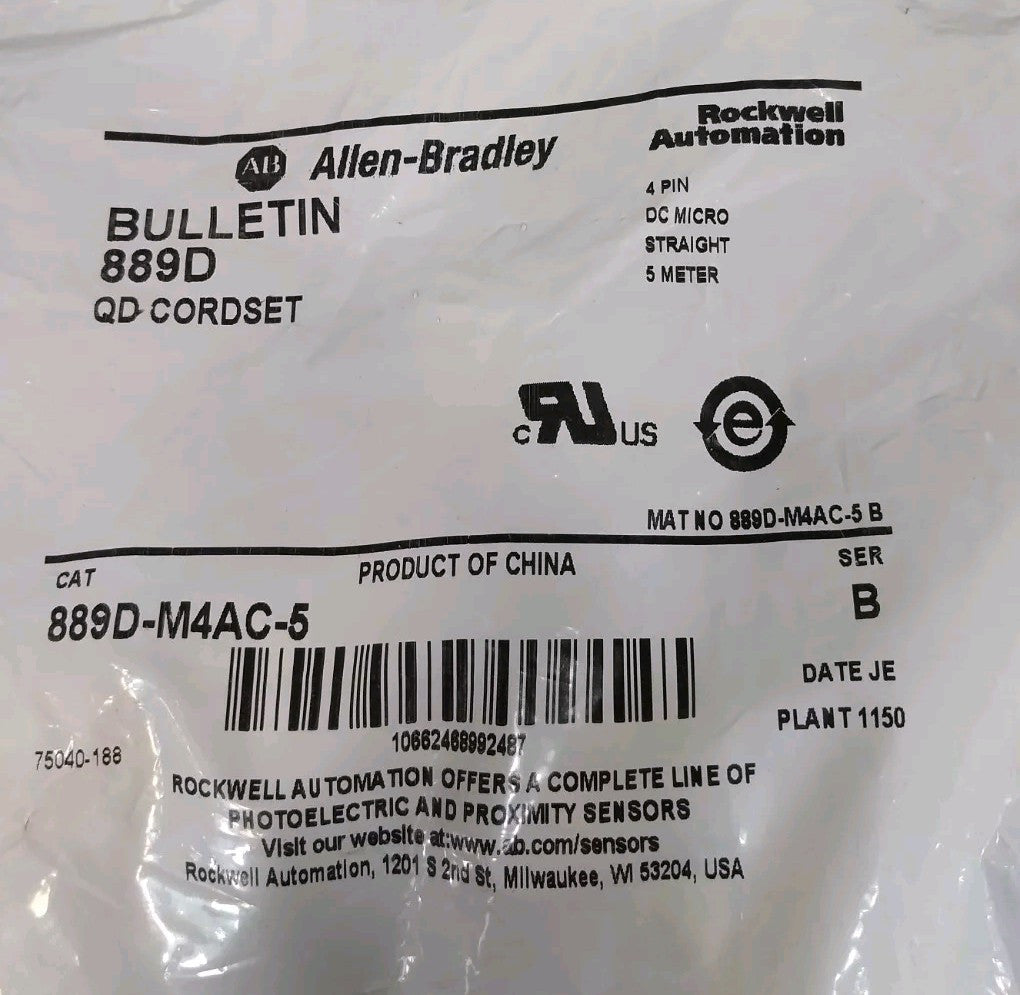 Rockwell
Automation
AB Allen-Bradley
BULLETIN
889D
QD CORDSET
4 PIN
DC MICRO
STRAIGHT
5 METER
c RU US
e
MAT NO 889D-M4AC-5 B
CAT
PRODUCT OF CHINA
SER
889D-M4AC-5
B
DATE JE
PLANT 1150
10662468992487
75040-188
ROCKWELL AUTOMATION OFFERS A COMPLETE LINE OF
PHOTOELECTRIC AND PROXIMITY SENSORS
Visit our website at:www.ab.com/sensors
Rockwell Automation, 1201 S 2nd St, Milwaukee, WI 53204, USA